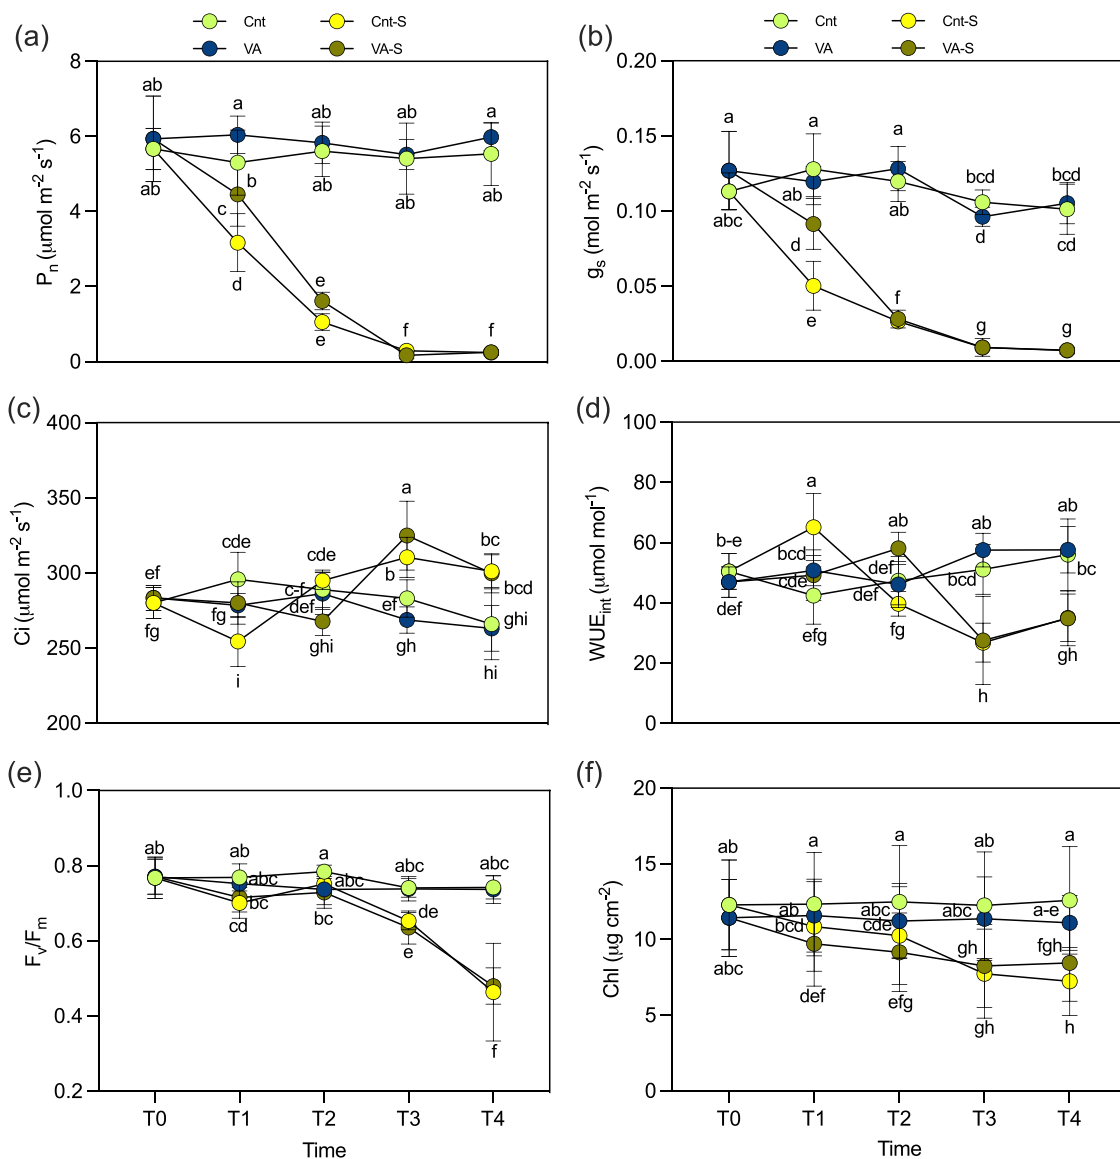 (a)
Cnt
Cnt-S
VA
VA-S
8
6
4
2
0
Pn (μmol m-2 s-1)
ab
a
ab
ab
a
ab
b
ab
ab
ab
c
d
e
e
f
f
(b)
Cnt
Cnt-S
VA
VA-S
0.20
0.15
0.10
0.05
0.00
gs (mol m-2 s-1)
a
a
a
bcd
bcd
abc
ab
ab
d
cd
d
e
f
g
g
(c)
400
350
300
250
200
Ci (μmol m-2 s-1)
ef
cde
cde
a
bc
fg
fg
c-f
def
b
ef
bcd
ghi
i
ghi
gh
hi
(d)
100
80
60
40
20
0
WUEint (μmol mol-1)
b-e
a
ab
ab
ab
def
bcd
cde
def
def
bcd
bc
efg
fg
h
gh
(e)
1.0
0.8
0.6
0.4
0.2
Fv/Fm
ab
ab
a
abc
abc
abc
abc
bc
cd
bc
de
e
f
T0
T1
T2
T3
T4
Time
(f)
20
15
10
5
0
Chl (μg cm-2)
ab
a
a
ab
a
abc
ab
abc
abc
a-e
bcd
cde
gh
fgh
def
efg
gh
h
T0
T1
T2
T3
T4
Time